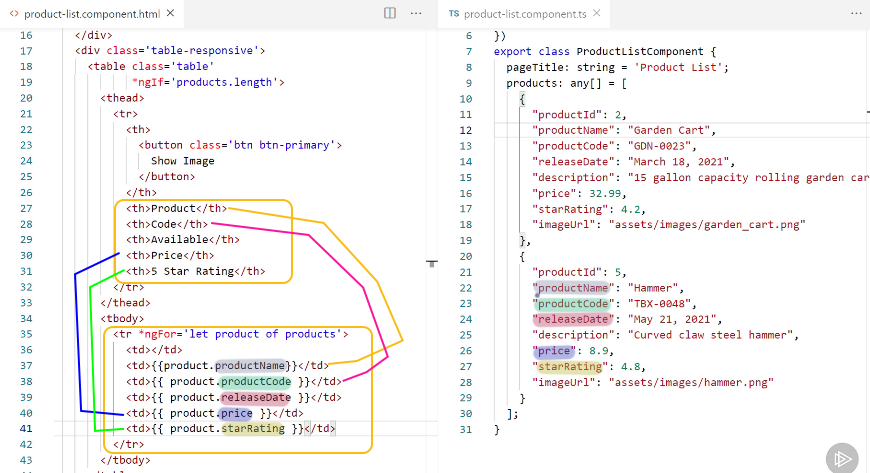 <> product-list.component.html ×
...
16 </div>
17 <div class='table-responsive'>
18 <table class='table'
19 *ngIf='products.length'>
20 <thead>
21 <tr>
22 <th>
23 <button class='btn btn-primary'>
24 Show Image
25 </button>
26 </th>
27 <th>Product</th>
28 <th>Code</th>
29 <th>Available</th>
30 <th>Price</th>
31 <th>5 Star Rating</th>
32 </tr>
33 </thead>
34 <tbody>
35 <tr *ngFor='let product of products'>
36 <td></td>
37 <td>{{product.productName}}</td>
38 <td>{{ product.productCode }}</td>
39 <td>{{ product.releaseDate }}</td>
40 <td>{{ product.price }}</td>
41 <td>{{ product.starRating }}</td>
42 </tr>
43 </tbody>
TS product-list.component.ts ×
...
6 })
7 export class ProductListComponent {
8 pageTitle: string = 'Product List';
9 products: any[] = [
10 {
11 "productId": 2,
12 "productName": "Garden Cart",
13 "productCode": "GDN-0023",
14 "releaseDate": "March 18, 2021",
15 "description": "15 gallon capacity rolling garden car
16 "price": 32.99,
17 "starRating": 4.2,
18 "imageUrl": "assets/images/garden_cart.png"
19 },
20 {
21 "productId": 5,
22 "productName": "Hammer",
23 "productCode": "TBX-0048",
24 "releaseDate": "May 21, 2021",
25 "description": "Curved claw steel hammer",
26 "price": 8.9,
27 "starRating": 4.8,
28 "imageUrl": "assets/images/hammer.png"
29 }
30 ];
31 }